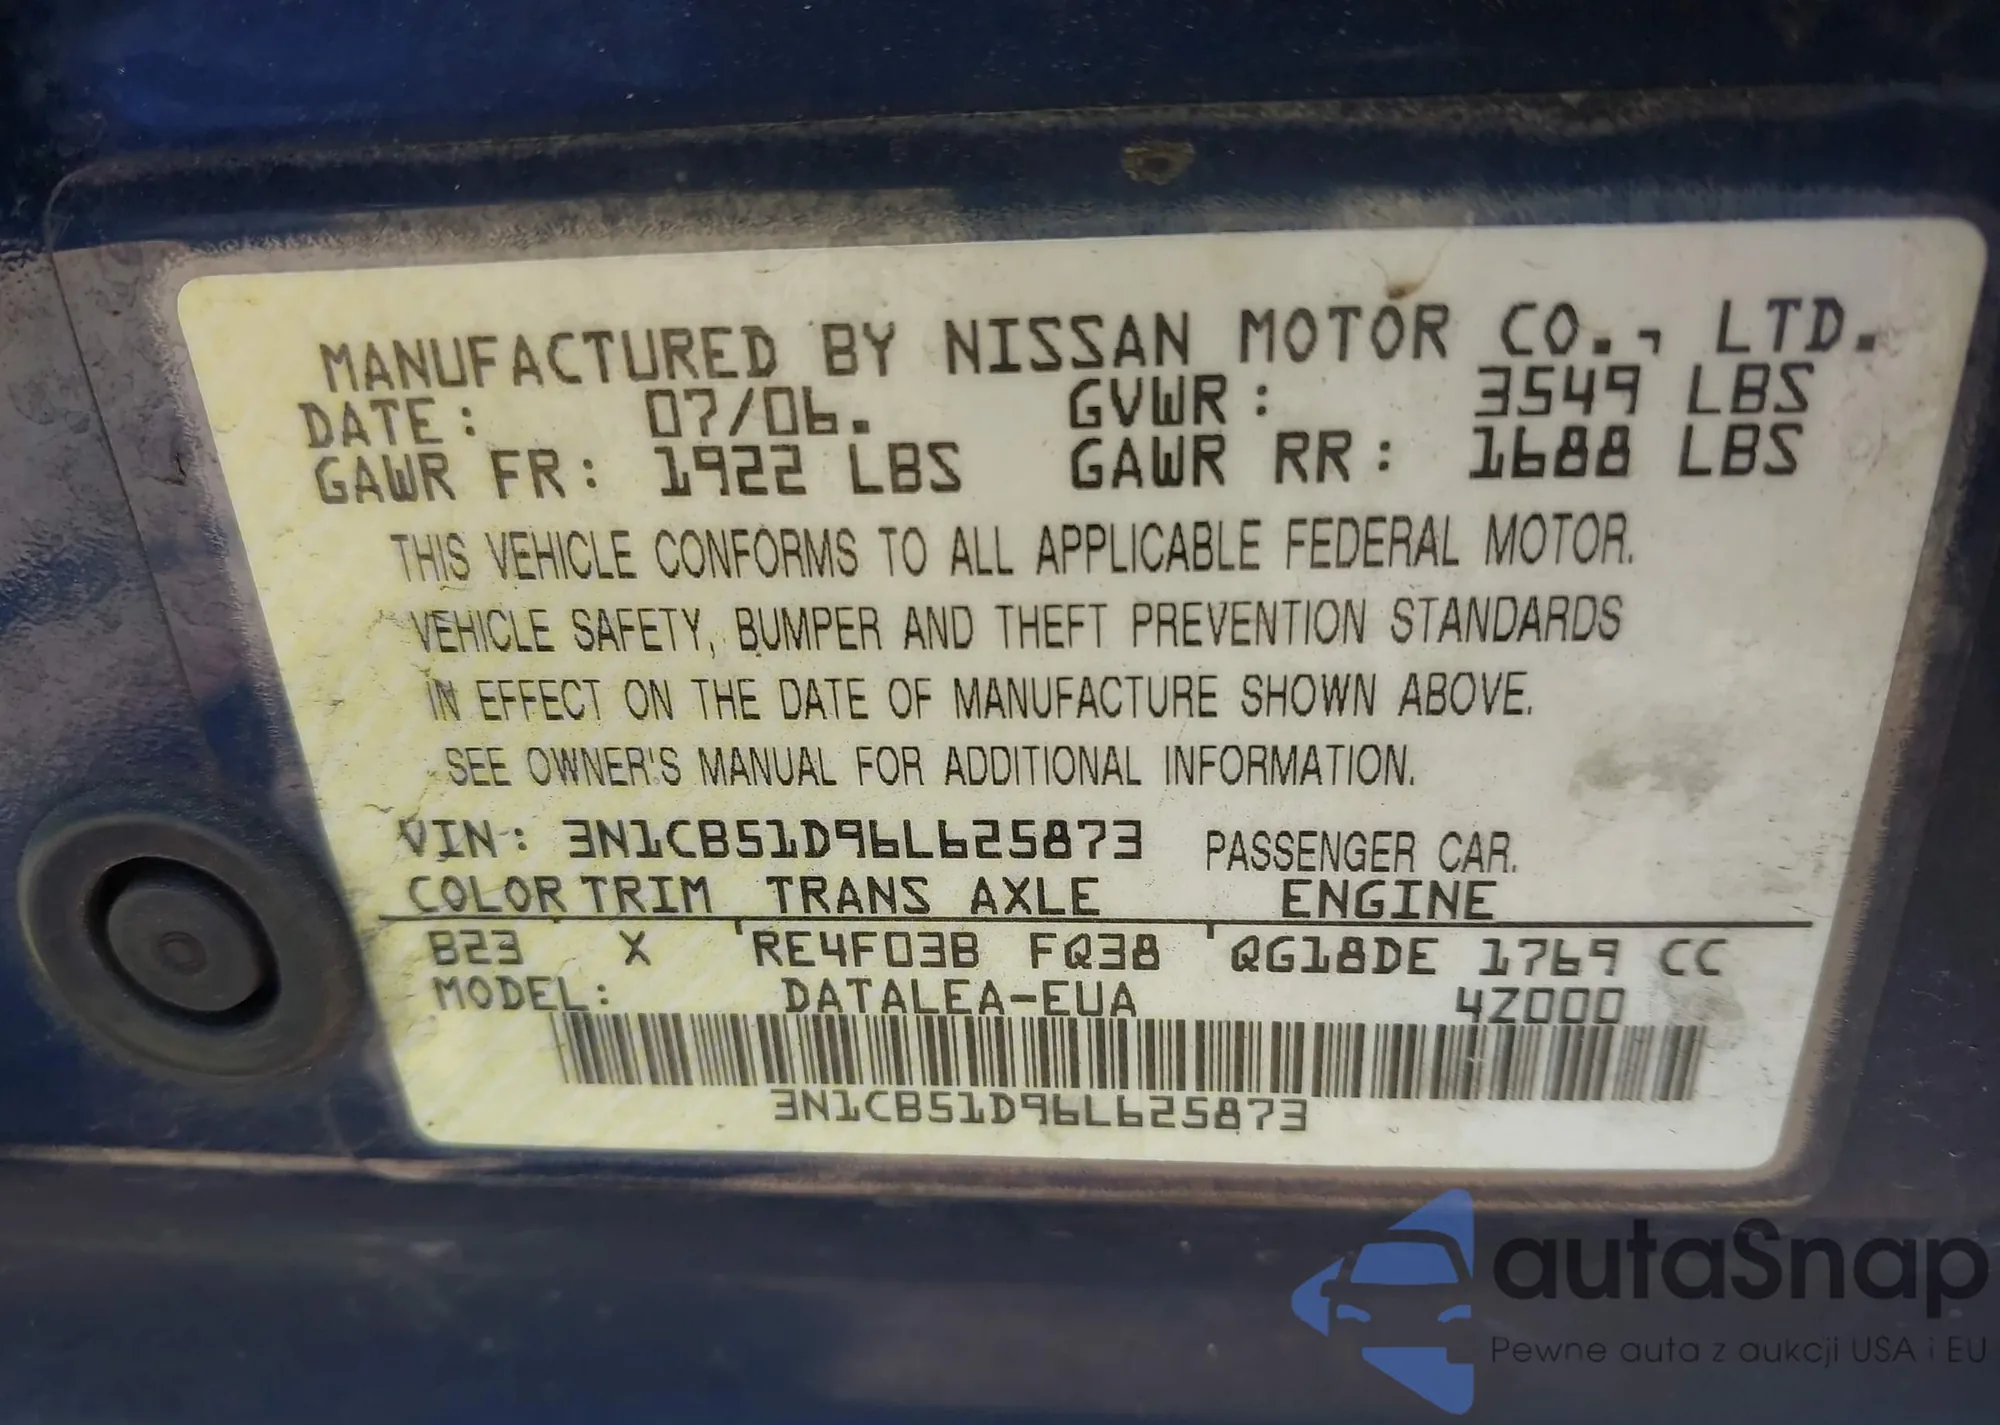 MANUFACTURED BY NISSAN MOTOR CO., LTD.
DATE: 07/06. GVWR: 3549 LBS
GAWR FR: 1922 LBS GAWR RR: 1688 LBS
THIS VEHICLE CONFORMS TO ALL APPLICABLE FEDERAL MOTOR.
VEHICLE SAFETY, BUMPER AND THEFT PREVENTION STANDARDS
IN EFFECT ON THE DATE OF MANUFACTURE SHOWN ABOVE.
SEE OWNER'S MANUAL FOR ADDITIONAL INFORMATION.
VIN: 3N1CB51D96L625873 PASSENGER CAR.
COLOR TRIM TRANS AXLE ENGINE
B23 X RE4F03B FQ38 QG18DE 1769 CC
MODEL: DATALEA-EUA 4Z000
3N1CB51D96L625873
autaSnap
Pewne auta z aukcji USA i EU